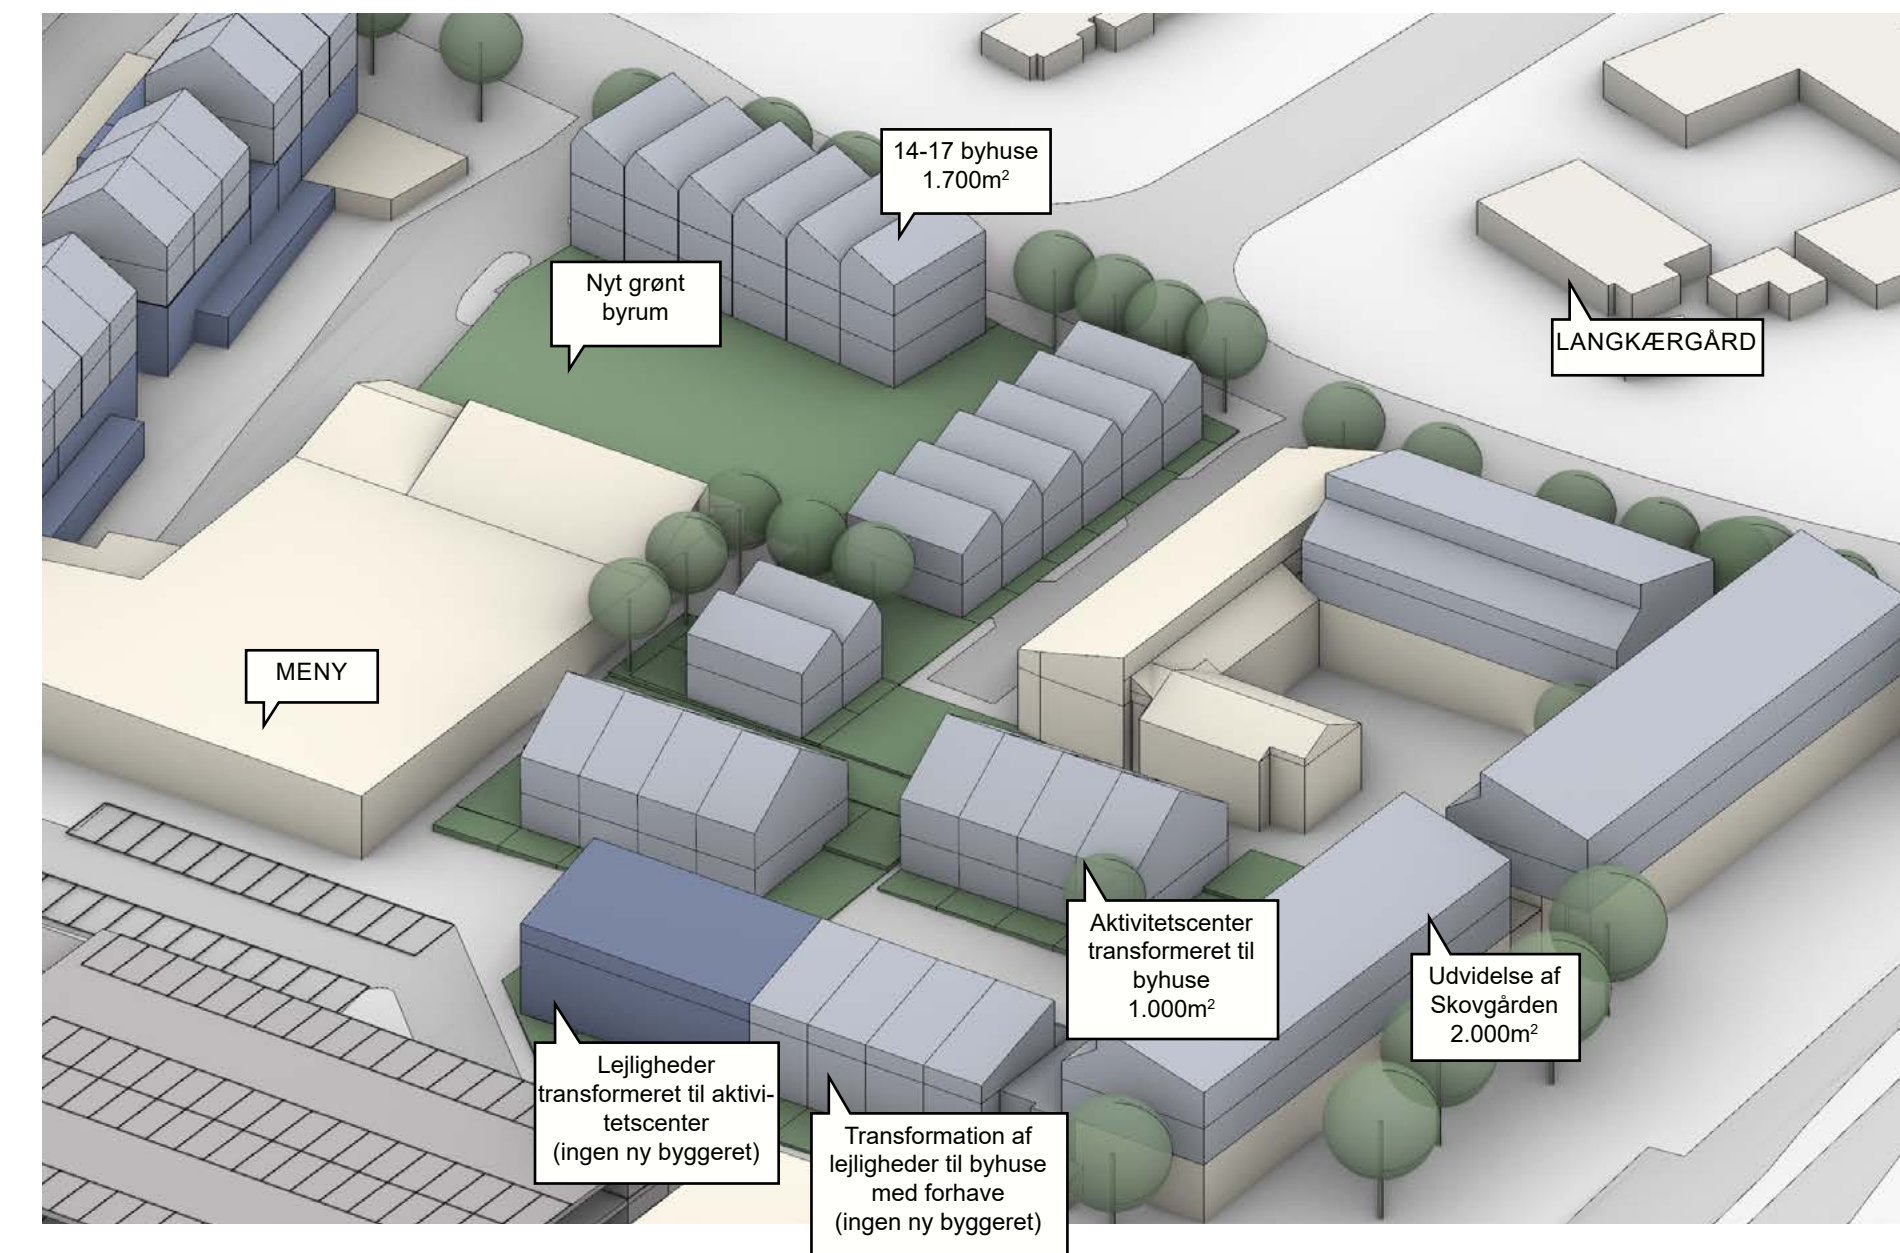 14-17 byhuse
1.700m²
Nyt grønt
byrum
LANGKÆRGÅRD
MENY
Aktivitetscenter
transformeret til
byhuse
1.000m²
Udvidelse af
Skovgården
2.000m²
Lejligheder
transformeret til aktivi-
tetscenter
(ingen ny byggeret)
Transformation af
lejligheder til byhuse
med forhave
(ingen ny byggeret)